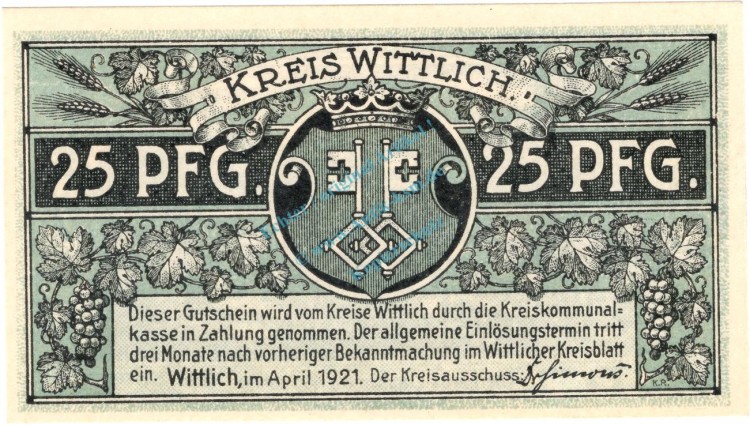 KREIS WITTLICH.
25 PFG. 25 PFG.
Dieser Gutschein wird vom Kreise Wittlich durch die Kreiskommunal=
kasse in Zahlung genommen. Der allgemeine Einlösungstermin tritt
drei Monate nach vorheriger Bekanntmachung im Wittlicher Kreisblatt
ein. Wittlich, im April 1921. Der Kreisausschuss:
K.R.